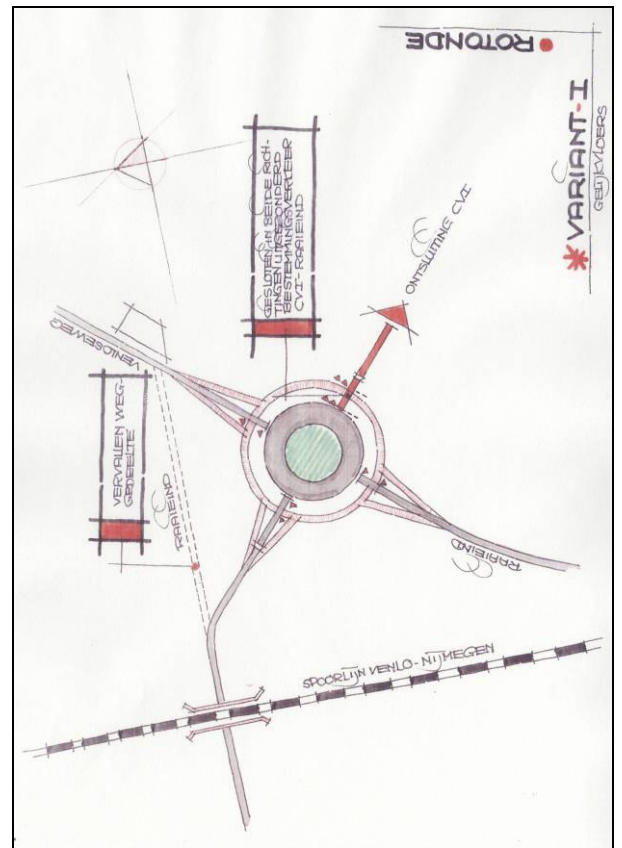 ROTONDE
VARIANT-I
GELIJKVLOERS
GESLOTEN IN BEIDE RICH-
TINGEN UITGEZONDERD
BESTEMMINGSVERKEER
CVI-RAAIEIND
ONTSLUITING CVI
VENLOSEWEG
VERVALLEN WEG-
GEDEELTE
RAAIEIND
RAAIEIND
SPOORLIJN VENLO-NIJMEGEN